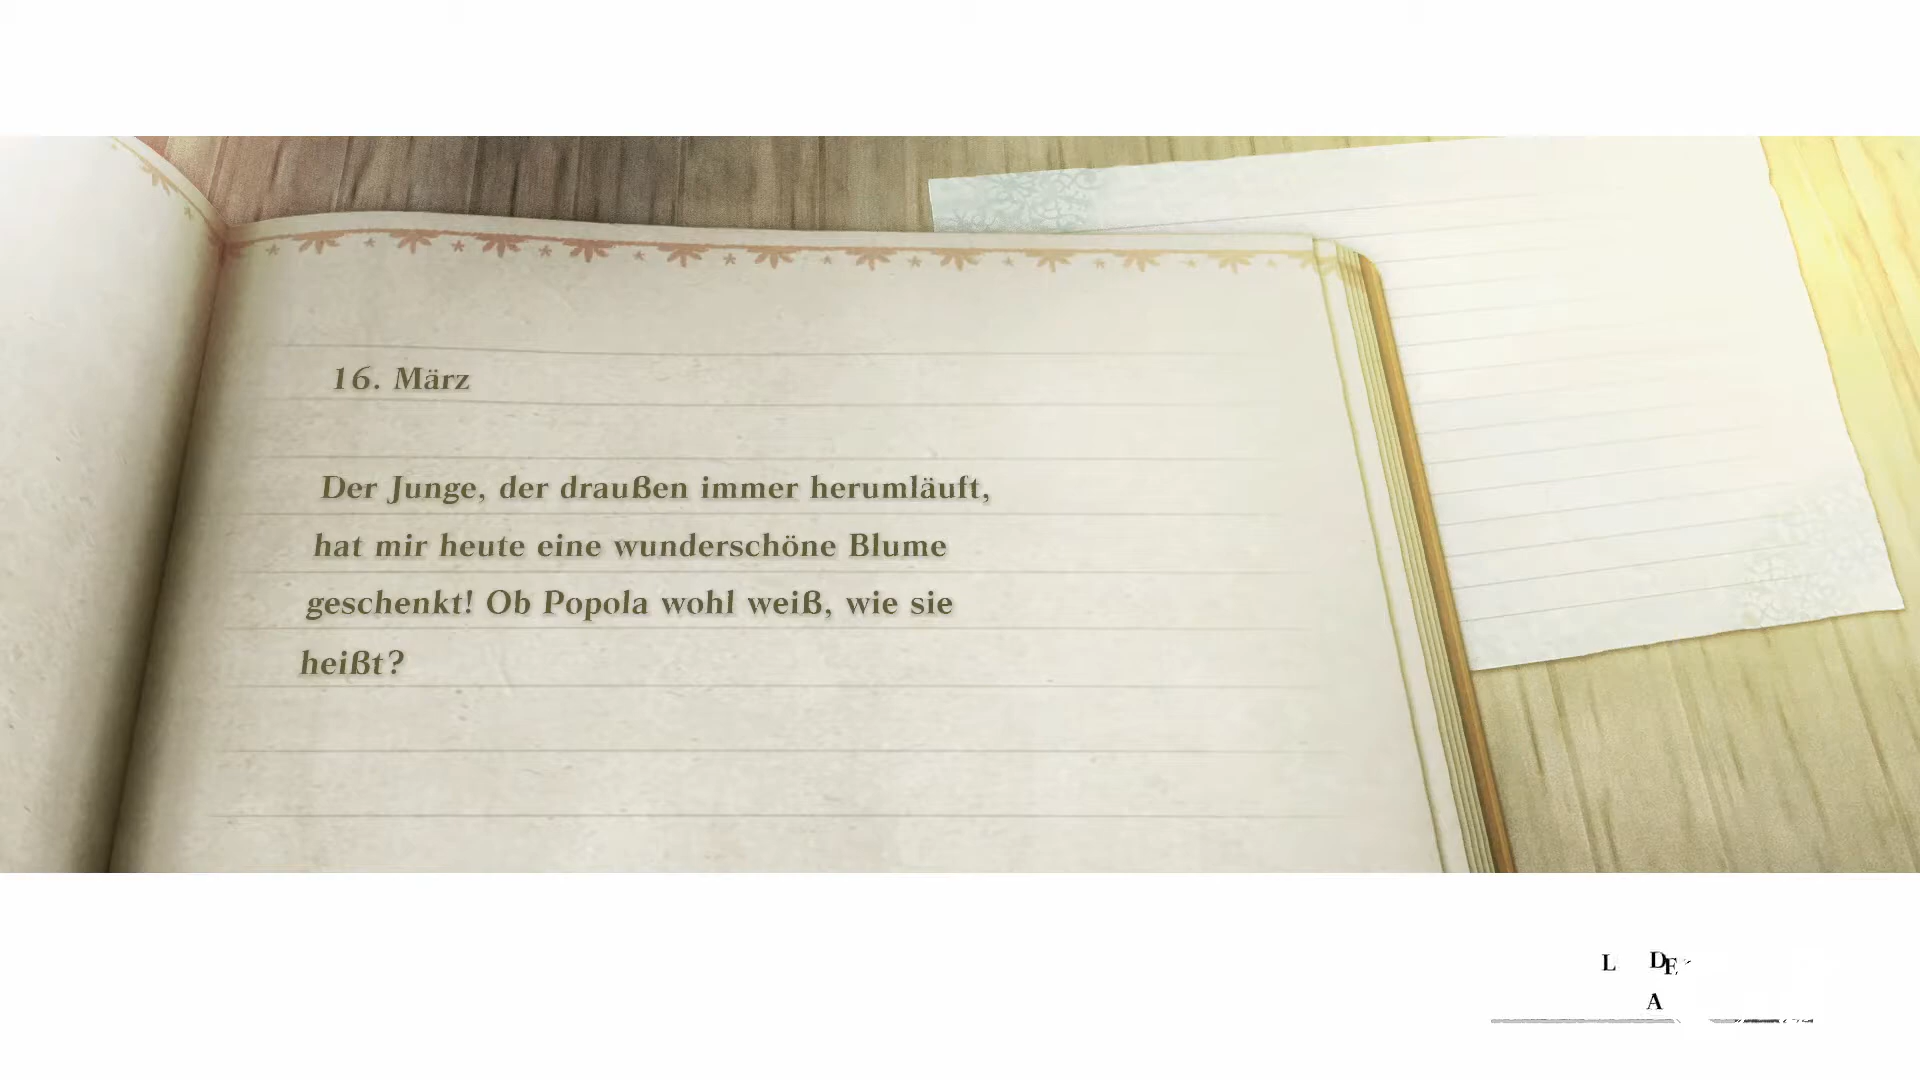 16. März
Der Junge, der draußen immer herumläuft,
hat mir heute eine wunderschöne Blume
geschenkt! Ob Popola wohl weiß, wie sie
heißt?
L DE
A